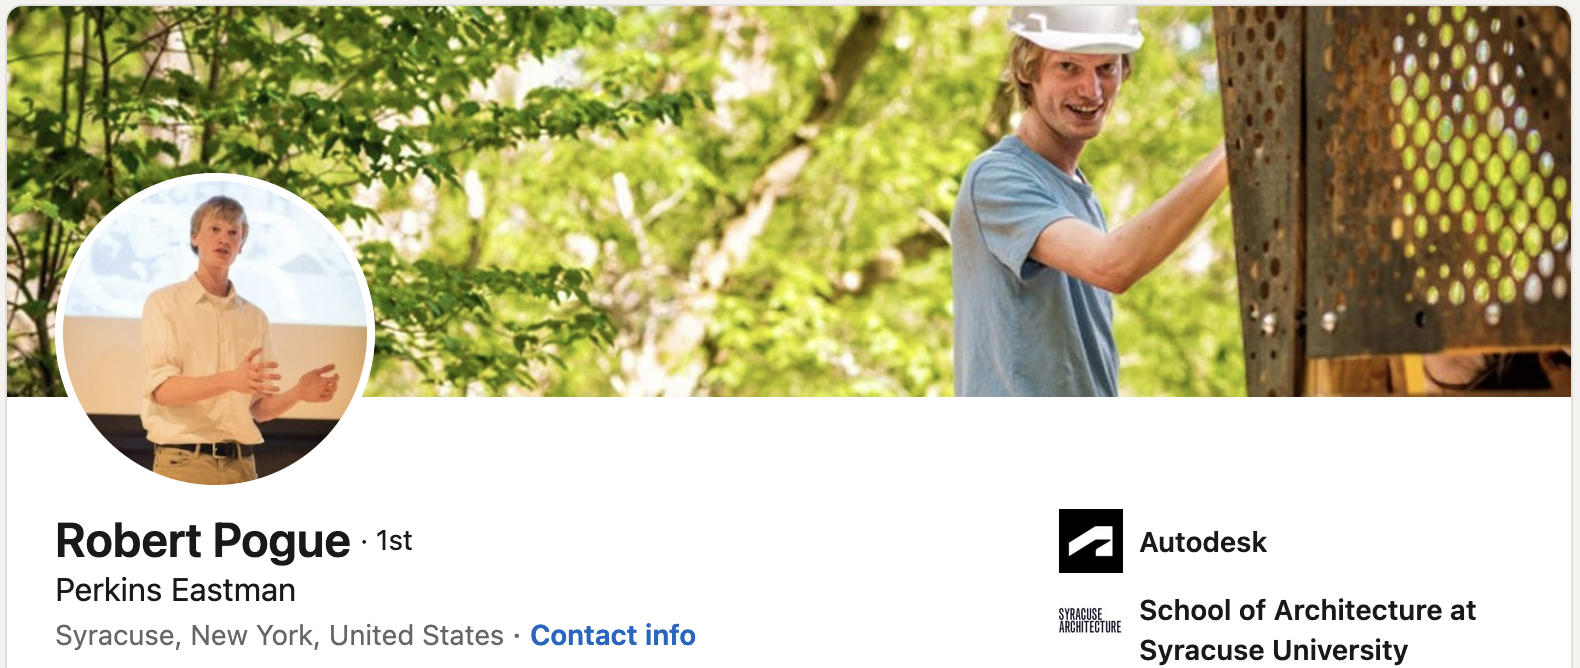 Robert Pogue · 1st
Perkins Eastman
Syracuse, New York, United States · Contact info
Autodesk
SYRACUSE
ARCHITECTURE
School of Architecture at
Syracuse University